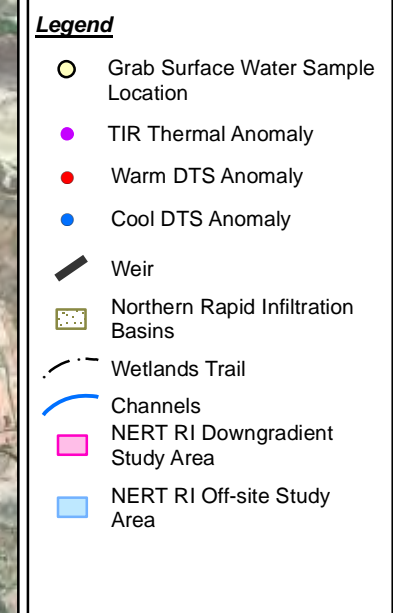 Legend
Grab Surface Water Sample
Location
TIR Thermal Anomaly
Warm DTS Anomaly
Cool DTS Anomaly
Weir
Northern Rapid Infiltration
Basins
Wetlands Trail
Channels
NERT RI Downgradient
Study Area
NERT RI Off-site Study
Area